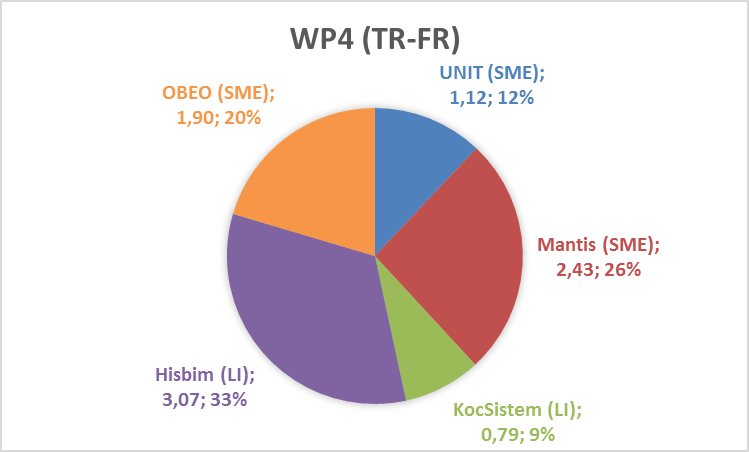 WP4 (TR-FR)
UNIT (SME);
1,12; 12%
Mantis (SME);
2,43; 26%
KocSistem (LI);
0,79; 9%
Hisbim (LI);
3,07; 33%
OBEO (SME);
1,90; 20%